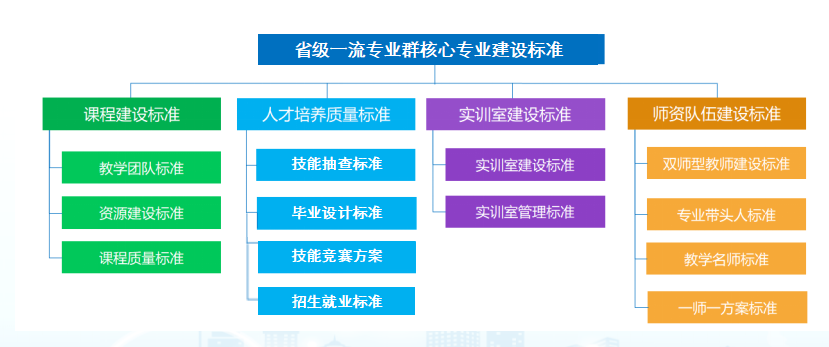 省级一流专业群核心专业建设标准
课程建设标准
教学团队标准
资源建设标准
课程质量标准
人才培养质量标准
技能抽查标准
毕业设计标准
技能竞赛方案
招生就业标准
实训室建设标准
实训室建设标准
实训室管理标准
师资队伍建设标准
双师型教师建设标准
专业带头人标准
教学名师标准
一师一方案标准